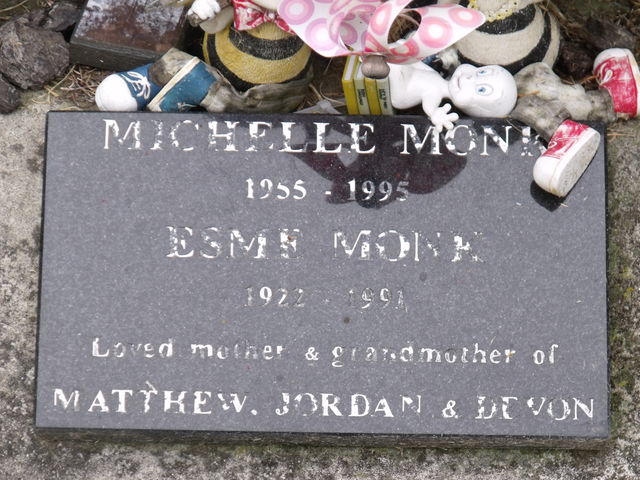 MICHELLE MONK
1955 - 1995
ESME MONK
1922 - 1991
Loved mother & grandmother of
MATTHEW, JORDAN & DEVON